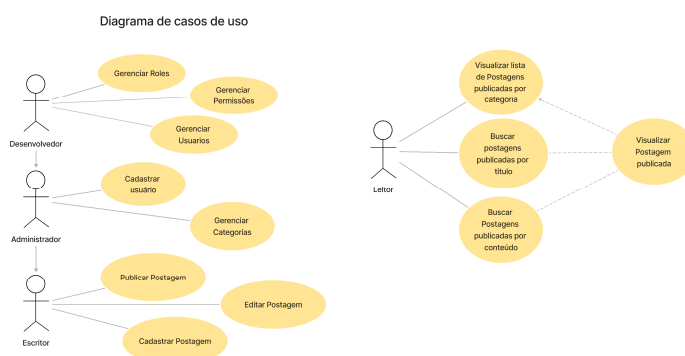 Diagrama de casos de uso
Gerenciar Roles
Gerenciar
Permissões
Gerenciar
Usuarios
Desenvolvedor
Cadastrar
usuário
Gerenciar
Categorias
Administrador
Publicar Postagem
Editar Postagem
Cadastrar Postagem
Escritor
Visualizar lista
de Postagens
publicadas por
categoria
Buscar
postagens
publicadas por
título
Visualizar
Postagem
publicada
Leitor
Buscar
Postagens
publicadas por
conteúdo